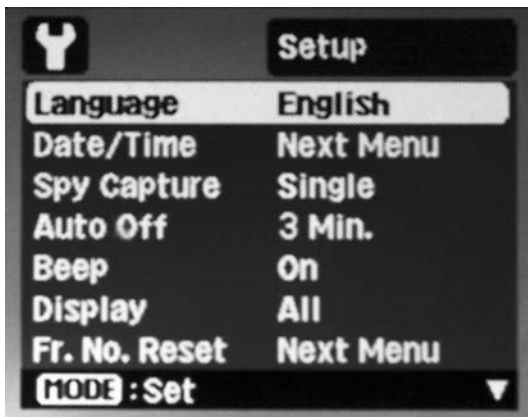 Setup
Language English
Date/Time Next Menu
Spy Capture Single
Auto Off 3 Min.
Beep On
Display All
Fr. No. Reset Next Menu
MODE :Set